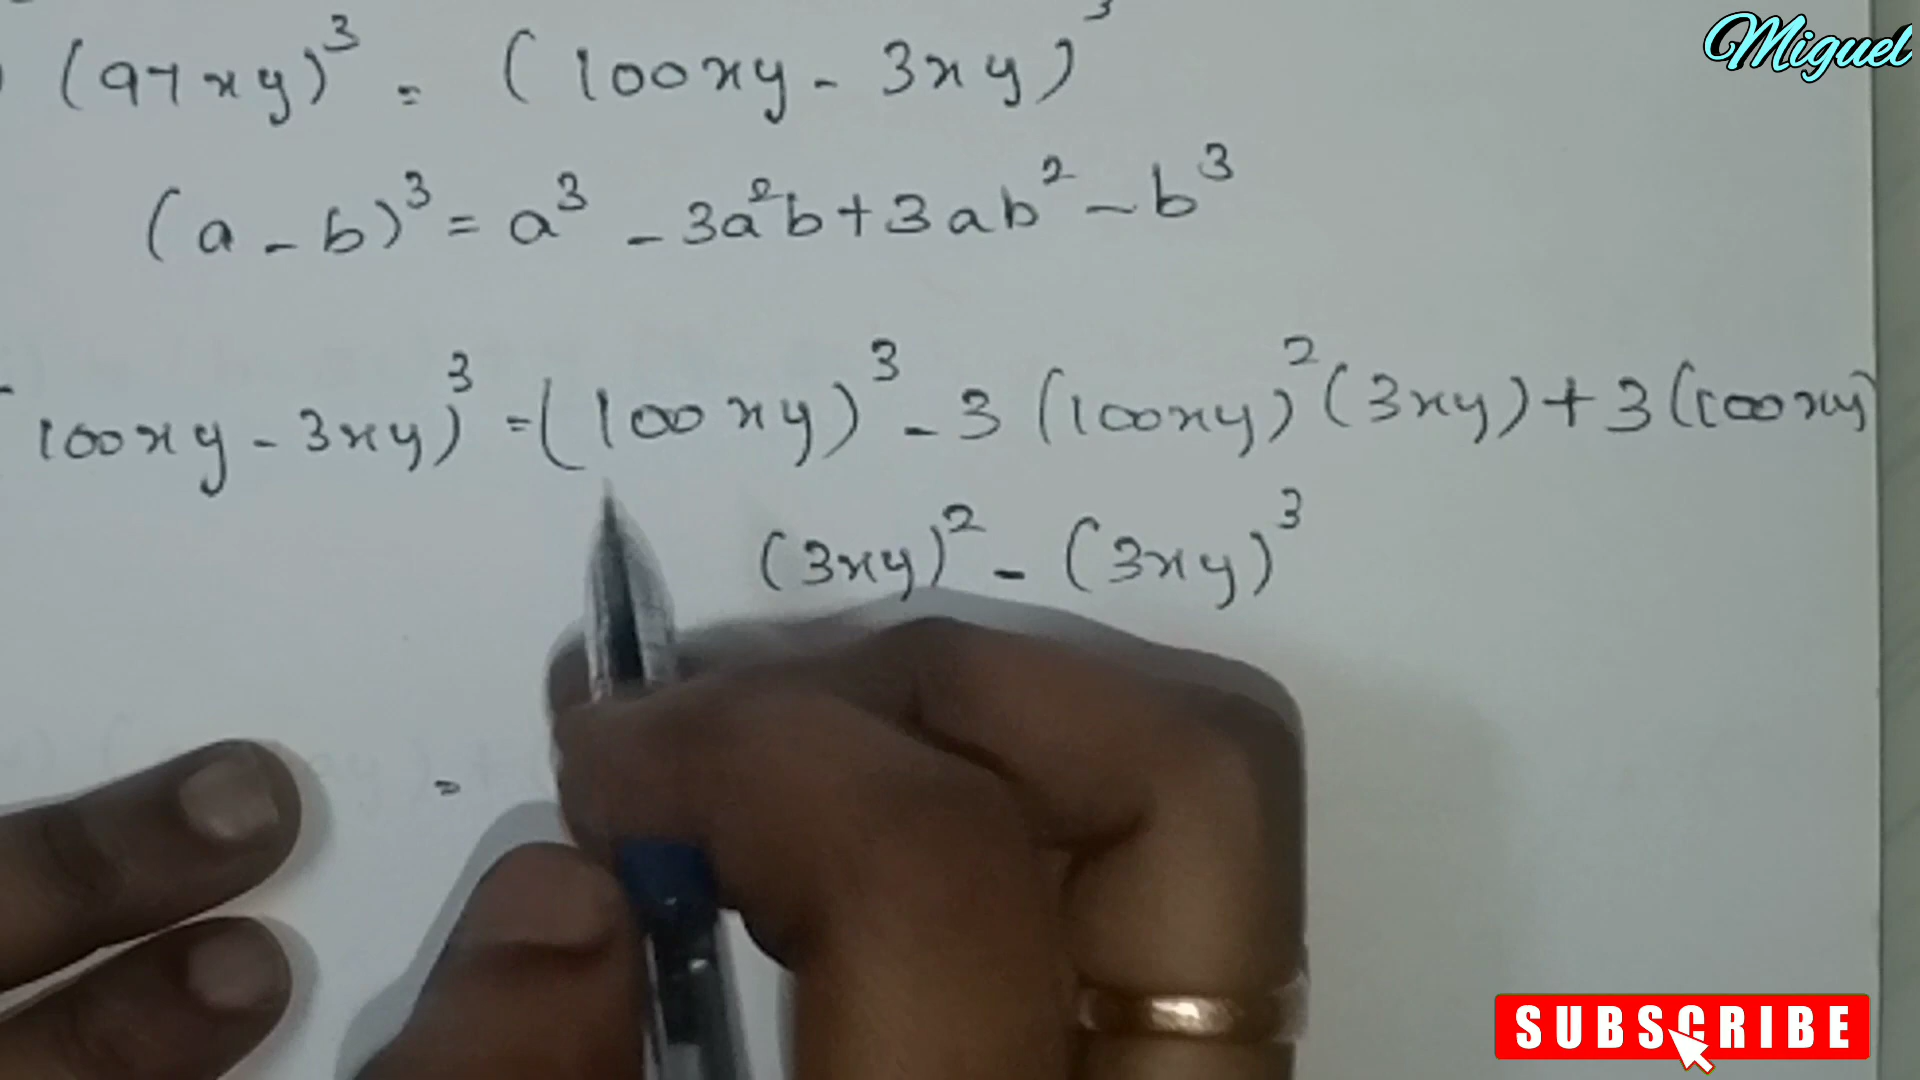 (97xy)³ = (100xy - 3xy)³
Miguel
(a - b)³ = a³ - 3a²b + 3ab² - b³
100xy - 3xy)³ = (100xy)³ - 3(100xy)²(3xy) + 3(100xy)
(3xy)² - (3xy)³
=
SUBSCRIBE